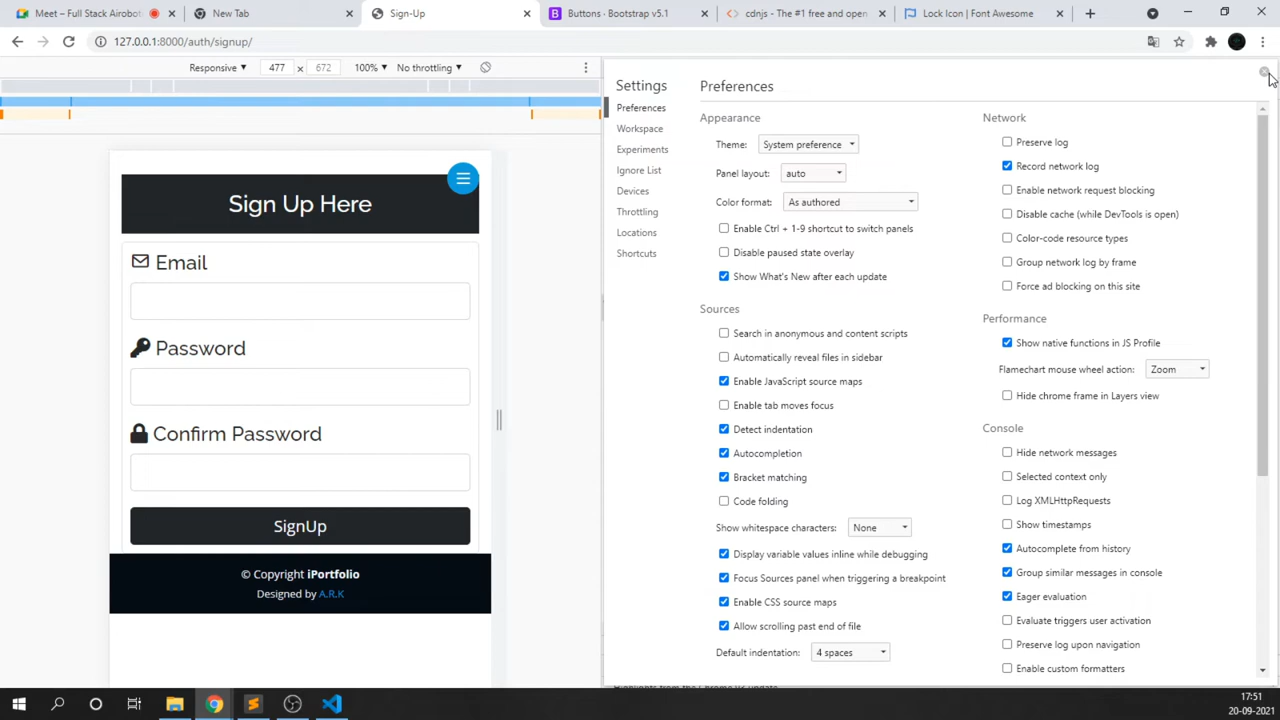 Meet – Full Stack Airobot
New Tab
Sign-Up
Buttons · Bootstrap v5.1
cdnjs - The #1 free and open
Lock Icon | Font Awesome
127.0.0.1:8000/auth/signup/
Responsive 477 x 672 100% No throttling
Sign Up Here
Email
Password
Confirm Password
SignUp
© Copyright iPortfolio
Designed by A.R.K
Settings
Preferences
Workspace
Experiments
Ignore List
Devices
Throttling
Locations
Shortcuts
Preferences
Appearance
Theme: System preference
Panel layout: auto
Color format: As authored
Enable Ctrl + 1-9 shortcut to switch panels
Disable paused state overlay
Show What's New after each update
Sources
Search in anonymous and content scripts
Automatically reveal files in sidebar
Enable JavaScript source maps
Enable tab moves focus
Detect indentation
Autocompletion
Bracket matching
Code folding
Show whitespace characters: None
Display variable values inline while debugging
Focus Sources panel when triggering a breakpoint
Enable CSS source maps
Allow scrolling past end of file
Default indentation: 4 spaces
Network
Preserve log
Record network log
Enable network request blocking
Disable cache (while DevTools is open)
Color-code resource types
Group network log by frame
Force ad blocking on this site
Performance
Show native functions in JS Profile
Flamechart mouse wheel action: Zoom
Hide chrome frame in Layers view
Console
Hide network messages
Selected context only
Log XMLHttpRequests
Show timestamps
Autocomplete from history
Group similar messages in console
Eager evaluation
Evaluate triggers user activation
Preserve log upon navigation
Enable custom formatters
17:51
20-09-2021